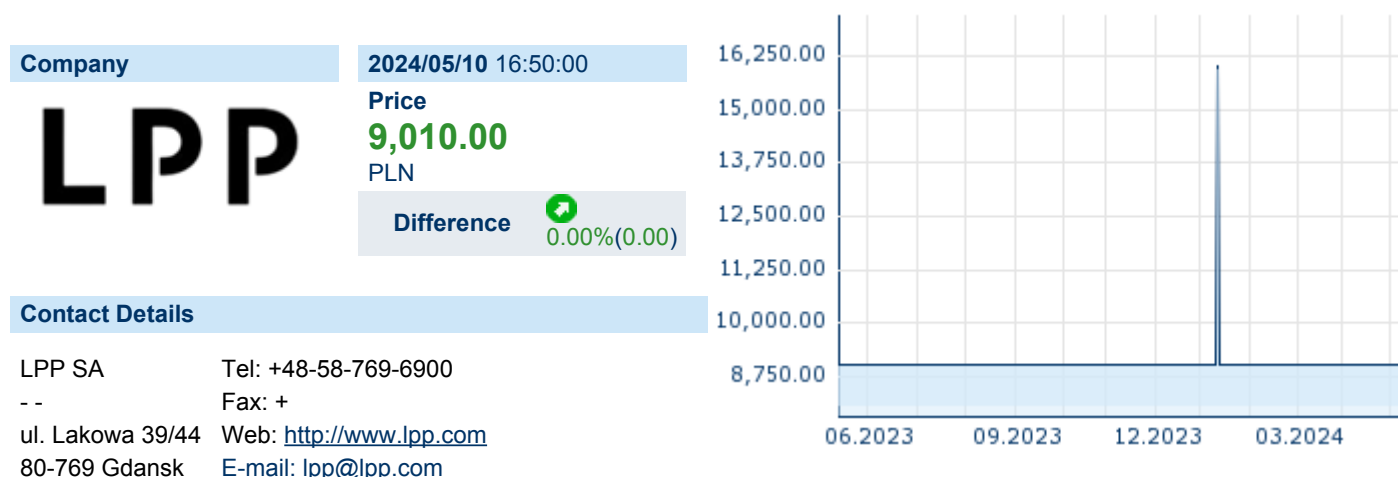 Company
LPP
2024/05/10 16:50:00
Price
9,010.00
PLN
Difference
0.00%(0.00)
Contact Details
LPP SA
- -
ul. Lakowa 39/44
80-769 Gdansk
Tel: +48-58-769-6900
Fax: +
Web: http://www.lpp.com
E-mail: lpp@lpp.com
16,250.00
15,000.00
13,750.00
12,500.00
11,250.00
10,000.00
8,750.00
06.2023 09.2023 12.2023 03.2024